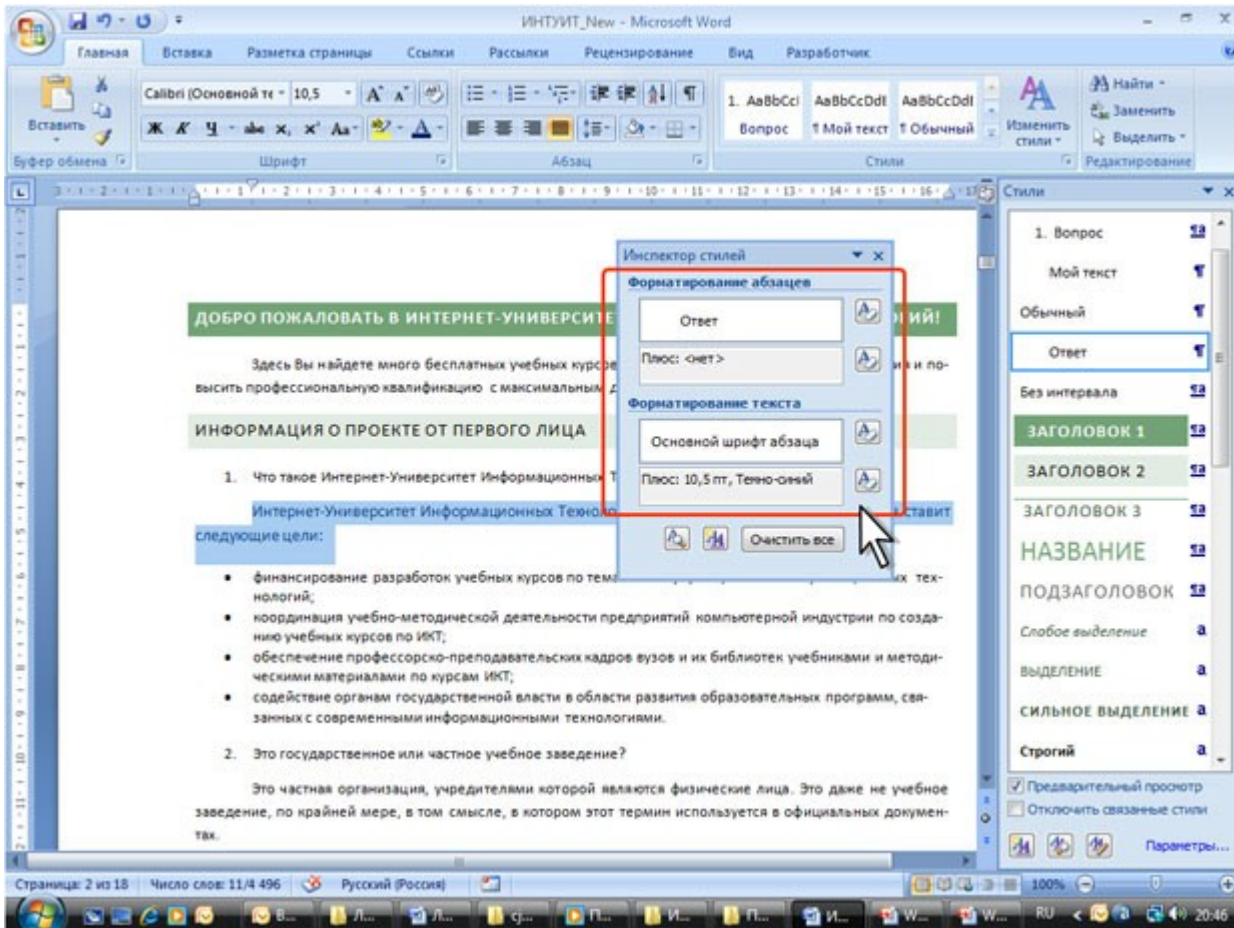 ИНТУИТ_New - Microsoft Word
Главная Вставка Разметка страницы Ссылки Рассылки Рецензирование Вид Разработчик
Вставить
Буфер обмена
Calibri (Основной те 10,5
Ж К Ч abc x, x² Aa
Шрифт
Абзац
1. AaBbCcI AaBbCcDdI AaBbCcDdI
Вопрос ¶ Мой текст ¶ Обычный
Изменить стили
Стили
Найти
Заменить
Выделить
Редактирование
ДОБРО ПОЖАЛОВАТЬ В ИНТЕРНЕТ-УНИВЕРСИТЕ ИЙ!
Здесь Вы найдете много бесплатных учебных курсов и по-
высить профессиональную квалификацию с максимальным
ИНФОРМАЦИЯ О ПРОЕКТЕ ОТ ПЕРВОГО ЛИЦА
1. Что такое Интернет-Университет Информационных Т
Интернет-Университет Информационных Техноло ставит
следующие цели:
• финансирование разработок учебных курсов по тема ых тех-
нологий;
• координация учебно-методической деятельности предприятий компьютерной индустрии по созда-
нию учебных курсов по ИКТ;
• обеспечение профессорско-преподавательских кадров вузов и их библиотек учебниками и методи-
ческими материалами по курсам ИКТ;
• содействие органам государственной власти в области развития образовательных программ, свя-
занных с современными информационными технологиями.
2. Это государственное или частное учебное заведение?
Это частная организация, учредителями которой являются физические лица. Это даже не учебное
заведение, по крайней мере, в том смысле, в котором этот термин используется в официальных докумен-
тах.
Инспектор стилей
Форматирование абзацев
Ответ
Плюс: <нет>
Форматирование текста
Основной шрифт абзаца
Плюс: 10,5 пт, Темно-синий
Очистить все
Стили
1. Вопрос
Мой текст
Обычный
Ответ
Без интервала
ЗАГОЛОВОК 1
ЗАГОЛОВОК 2
ЗАГОЛОВОК 3
НАЗВАНИЕ
ПОДЗАГОЛОВОК
Слабое выделение
ВЫДЕЛЕНИЕ
СИЛЬНОЕ ВЫДЕЛЕНИЕ
Строгий
Предварительный просмотр
Отключить связанные стили
Параметры...
Страница: 2 из 18 Число слов: 11/4 496 Русский (Россия) 100%
В... Л... Л... cj... П... И... П... И... W... W... RU 20:46